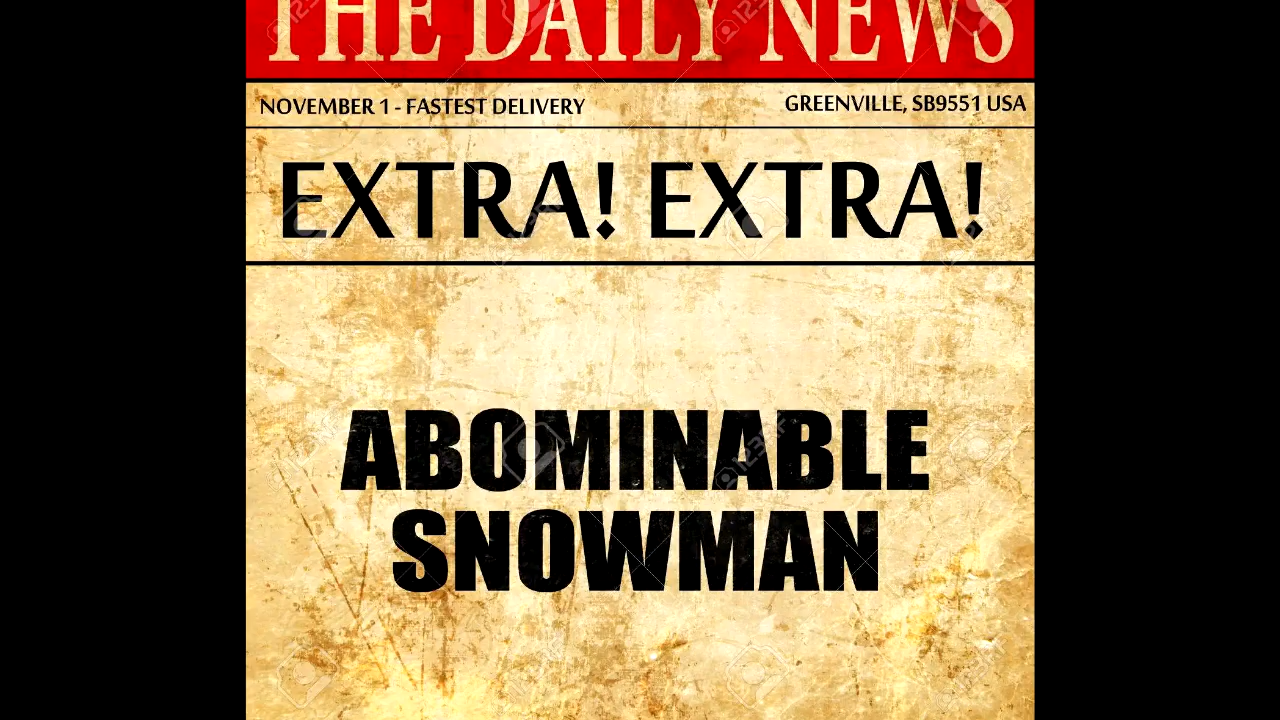 THE DAILY NEWS
NOVEMBER 1 - FASTEST DELIVERY
GREENVILLE, SB9551 USA
EXTRA! EXTRA!
ABOMINABLE
SNOWMAN